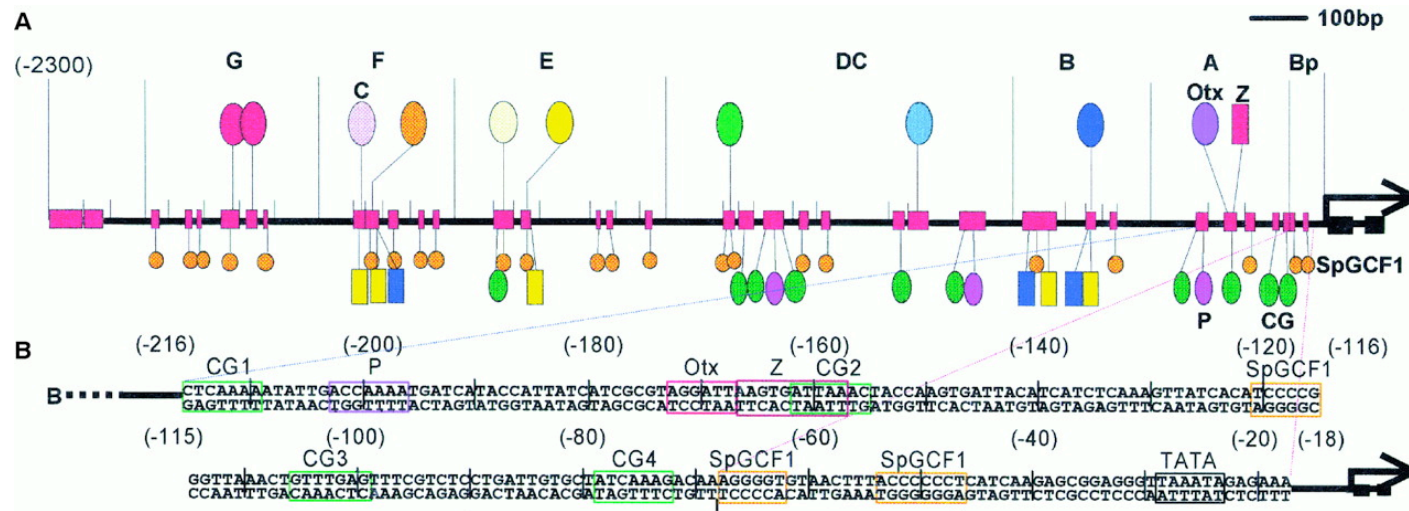 A
100bp
(-2300) G F E DC B A Bp
C Otx Z
SpGCF1
P CG
B (-216) (-200) (-180) (-160) (-140) (-120) (-116)
CG1 P Otx Z CG2 SpGCF1
B CTCAAAAATATTGACCAAAATGATCATACCATTATCATCGCGTAGGATTAAGTGATTAAACTACCAAGTGATTACATCATCTCAAAGTTATCACATCCCCG
GAGTTTTTATAACTGGTTTTACTAGTATGGTAATAGTAGCGCATCCTAATTCACTAATTTGATGGTTCACTAATGTAGTAGAGTTTCAATAGTGTAGGGGC
(-115) (-100) (-80) (-60) (-40) (-20) (-18)
CG3 CG4 SpGCF1 SpGCF1 TATA
GGTTAAACTGTTTGAGTTTCGTCTCCTGATTGTGCTATCAAAGACAAAGGGGTGTAACTTTACCCCCCTCATCAAGAGCGGAGGGTTAAATAGAGAAA
CCAATTTGACAAACTCAAAGCAGAGGACTAACACGATAGTTTCTGTTTCCCCACATTGAAATGGGGGGAGTAGTTCTCGCCTCCCAATTTATCTCTTT